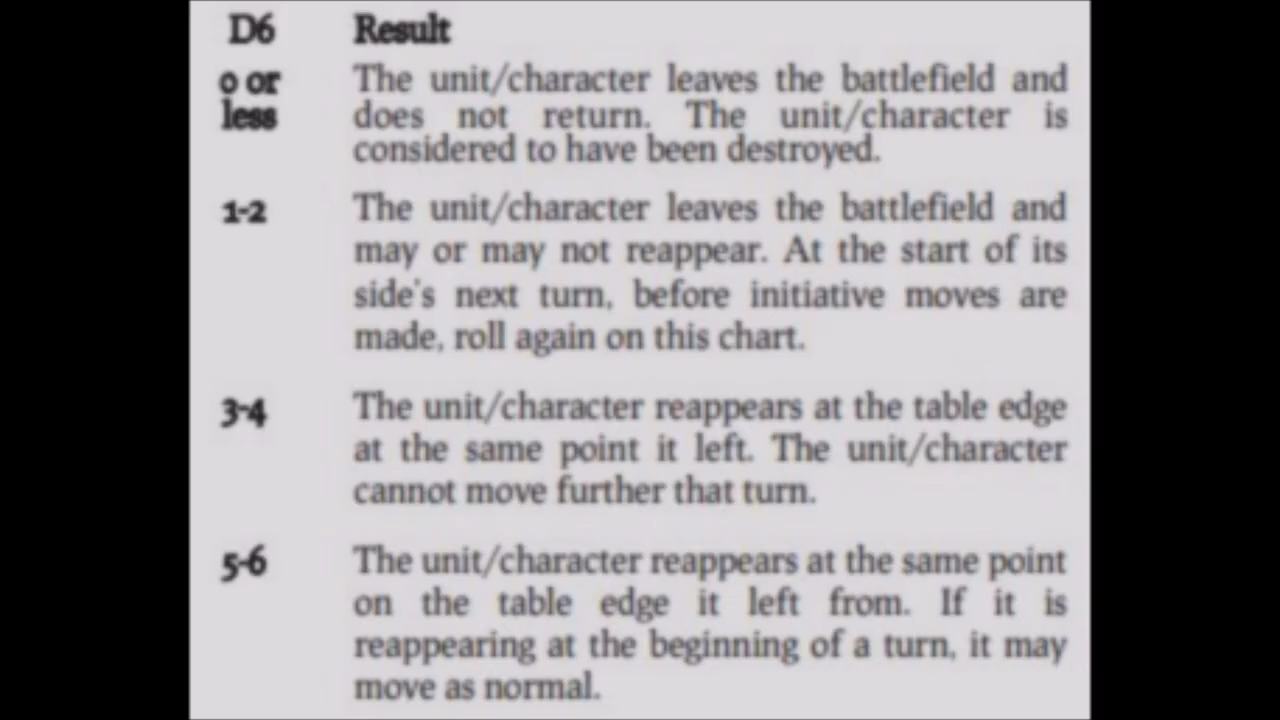 D6 Result
0 or The unit/character leaves the battlefield and
less does not return. The unit/character is
considered to have been destroyed.
1-2 The unit/character leaves the battlefield and
may or may not reappear. At the start of its
side's next turn, before initiative moves are
made, roll again on this chart.
3-4 The unit/character reappears at the table edge
at the same point it left. The unit/character
cannot move further that turn.
5-6 The unit/character reappears at the same point
on the table edge it left from. If it is
reappearing at the beginning of a turn, it may
move as normal.